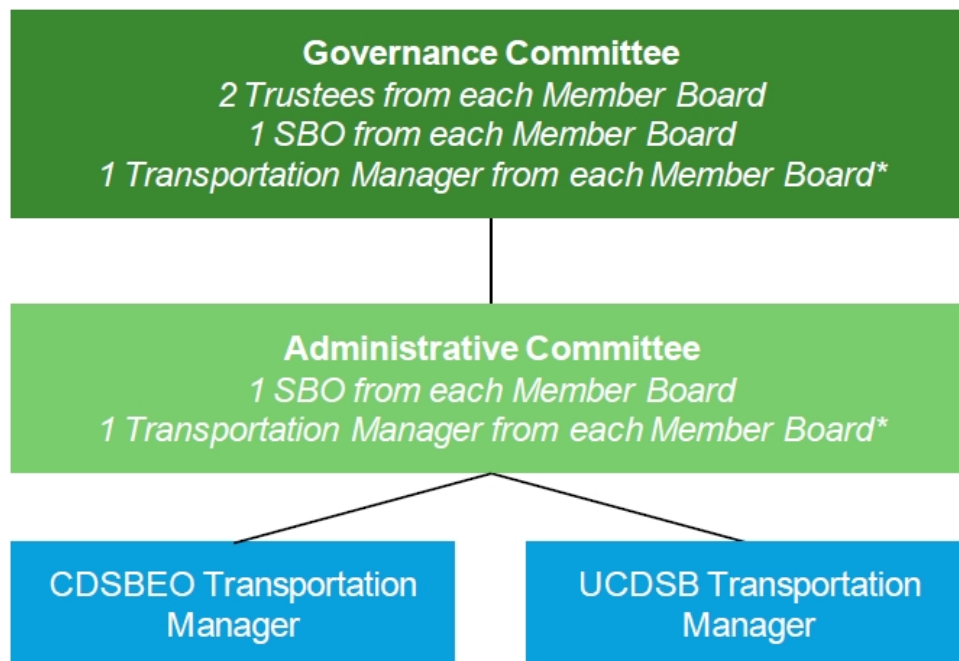 Governance Committee
2 Trustees from each Member Board
1 SBO from each Member Board
1 Transportation Manager from each Member Board*
Administrative Committee
1 SBO from each Member Board
1 Transportation Manager from each Member Board*
CDSBEO Transportation
Manager
UCDSB Transportation
Manager